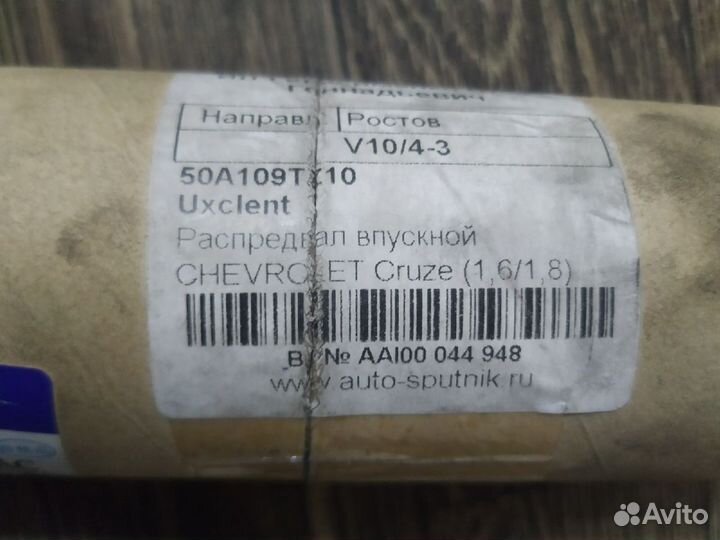 Геннадьевич
Направл Ростов
V10/4-3
50A109TX10
Uxclent
Распредвал впускной
CHEVROLET Cruze (1,6/1,8)
№ AAI00 044 948
www.auto-sputnik.ru
Avito